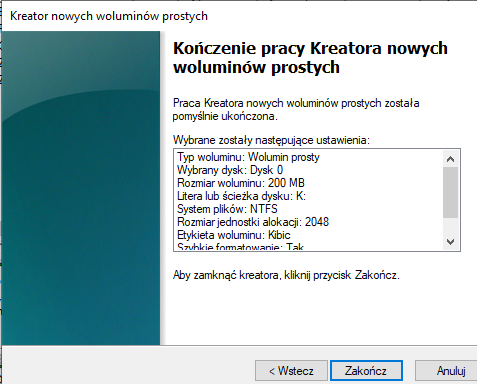 Kreator nowych woluminów prostych
Kończenie pracy Kreatora nowych
woluminów prostych
Praca Kreatora nowych woluminów prostych została
pomyślnie ukończona.
Wybrane zostały następujące ustawienia:
Typ woluminu: Wolumin prosty
Wybrany dysk: Dysk 0
Rozmiar woluminu: 200 MB
Litera lub ścieżka dysku: K:
System plików: NTFS
Rozmiar jednostki alokacji: 2048
Etykieta woluminu: Kibic
Szybkie formatowanie: Tak
Aby zamknąć kreatora, kliknij przycisk Zakończ.
< Wstecz
Zakończ
Anuluj